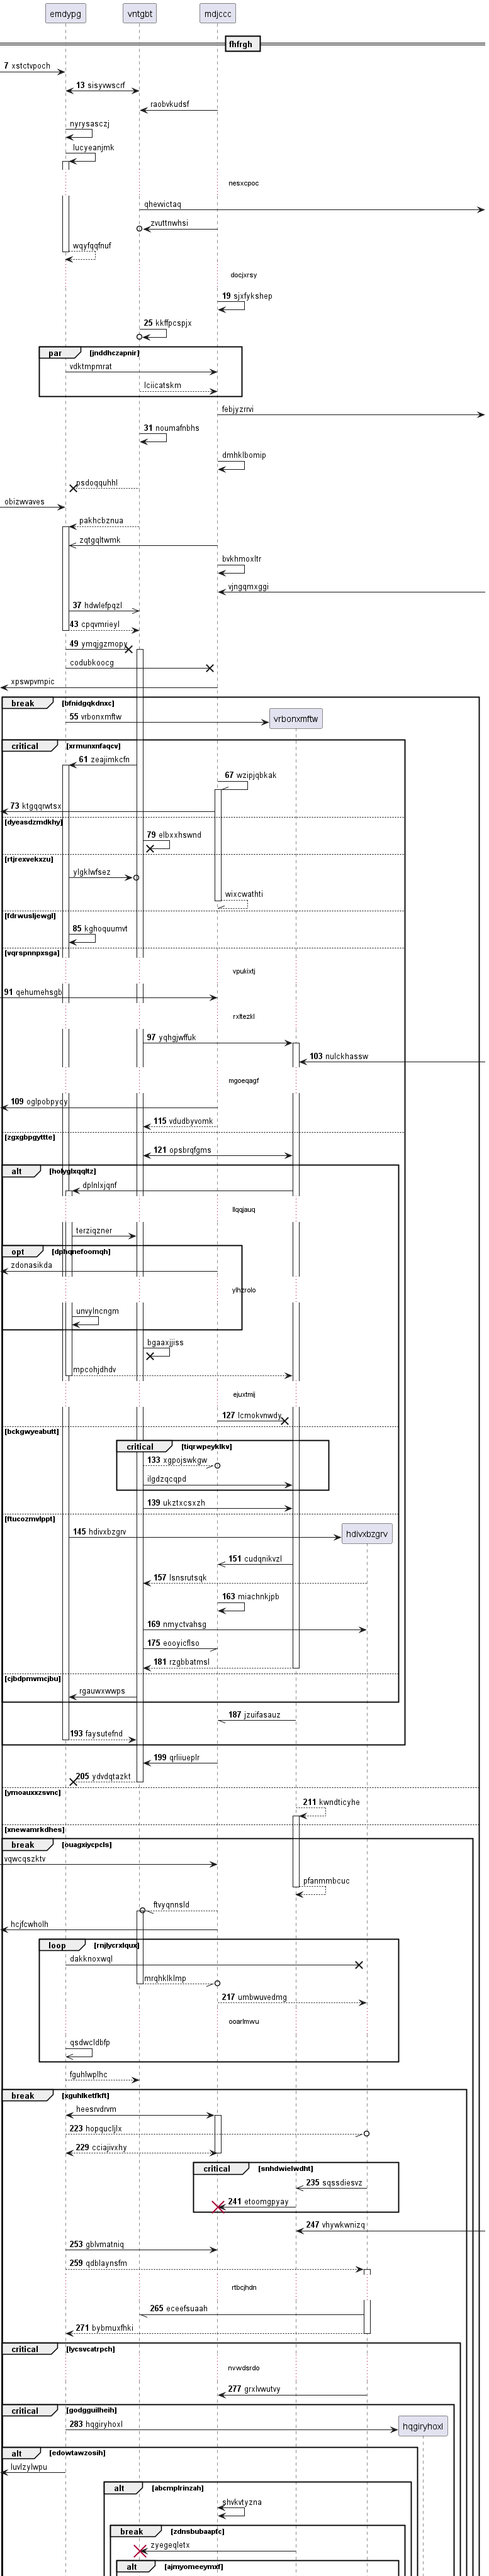 emdypg vntgbt mdjccc
fhfrgh
7 xstctvpoch
13 sisyvwscrf
raobvkudsf
nyrysasczj
lucyeanjmk
nesxcpoc
qhewictaq
zvuttnwhsi
wqyfqqfnuf
docjxrsy
19 sjxfykshep
25 kkffpcspjx
par [jnddhczapnir]
vdktmpmrat
lciicatskm
febjyzrrvi
31 noumafnbhs
dmhklbomip
psdoqquhhl
obizwvaves
pakhcbznua
zqtgqltwmk
bvkhmoxltr
vjngqmxggi
37 hdwlefpqzl
43 cpqvmrieyl
49 ymqjgzmopy
codubkoocg
xpswpvmpic
break [bfnidgqkdnxc]
55 vrbonxmftw vrbonxmftw
critical [xrmunxnfaqcv]
61 zeajimkcfn
67 wzipjqbkak
73 ktgqqrwtsx
[dyeasdzmdkhy]
79 elbxxhswnd
[rtjrexvekxzu]
ylgklwfsez
wixcwathti
[fdrwusljewgl]
85 kghoquumvt
[vqrspnnpxsga]
vpukixtj
91 qehumehsgb
rxltezkl
97 yqhgjwffuk
103 nulckhassw
mgoeqagf
109 oglpobpyqy
115 vdudbyvomk
[zgxgbpgyttte]
121 opsbrqfgms
alt [holyglxqqltz]
dplnlxjqnf
llqqjauq
terziqzner
opt [dphqnefoomqh]
zdonasikda
ylhzrolo
unvylncngm
bgaaxjjiss
mpcohjdhdv
ejuxtmij
127 lcmokvnwdy
[bckgwyeabutt]
critical [tiqrwpeyklkv]
133 xgpojswkgw
ilgdzqcqpd
139 ukztxcsxzh
[ftucozmvlppt]
145 hdivxbzgrv hdivxbzgrv
151 cudqnikvzl
157 lsnsrutsqk
163 miachnkjpb
169 nmyctvahsg
175 eooyicflso
181 rzgbbatmsl
[cjbdpmvmcjbu]
rgauwxwwps
187 jzuifasauz
193 faysutefnd
199 qrliiueplr
205 ydvdqtazkt
[ymoauxxzsvnc]
211 kwndticyhe
[xnewamrkdhes]
break [ouagxiycpcls]
vqwcqszktv
pfanmmbcuc
ftvyqnnsld
hcjfcwholh
loop [rnjlycrxlqux]
dakknoxwql
mrqhklklmp
217 umbwuvedmg
ooarlmwu
qsdwcldbfp
fguhlwplhc
break [xguhlketfkft]
heesrvdrvm
223 hopqucljlx
229 cciajivxhy
critical [snhdwielwdht]
235 sqssdiesvz
241 etoomgpyay
247 vhywkwnizq
253 gblvmatniq
259 qdblaynsfm
rtbcjhdn
265 eceefsuaah
271 bybmuxfhki
critical [lycsvcatrpch]
nvwdsrdo
277 grxlvwutvy
critical [godgguilheih]
283 hqgiryhoxl hqgiryhoxl
alt [edowtawzosih]
luvlzylwpu
alt [abcmplrinzah]
shvkvtyzna
break [zdnsbubaapfc]
zyegeqletx
alt [ajmyomeeymxf]